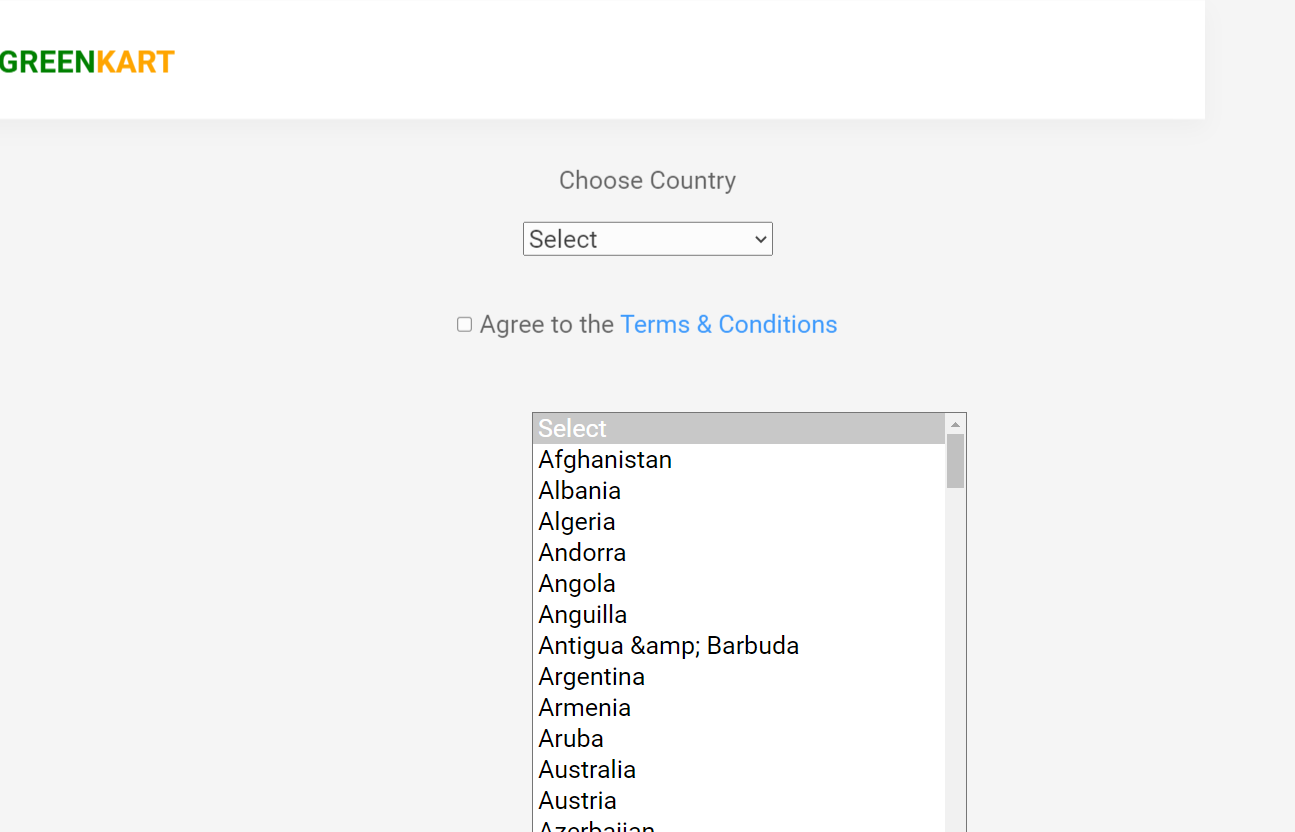 GREENKART
Choose Country
Select
Agree to the Terms & Conditions
Select
Afghanistan
Albania
Algeria
Andorra
Angola
Anguilla
Antigua &amp; Barbuda
Argentina
Armenia
Aruba
Australia
Austria
Azerbaijan